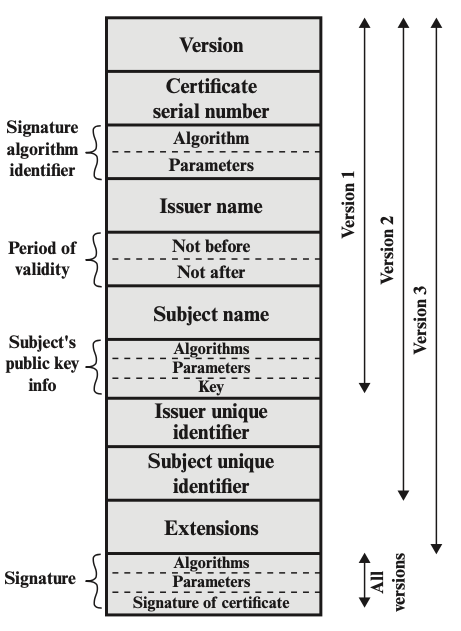 Version
Certificate
serial number
Signature
algorithm
identifier
Algorithm
Parameters
Issuer name
Period of
validity
Not before
Not after
Subject name
Subject's
public key
info
Algorithms
Parameters
Key
Issuer unique
identifier
Subject unique
identifier
Extensions
Signature
Algorithms
Parameters
Signature of certificate
Version 1
Version 2
Version 3
All
versions